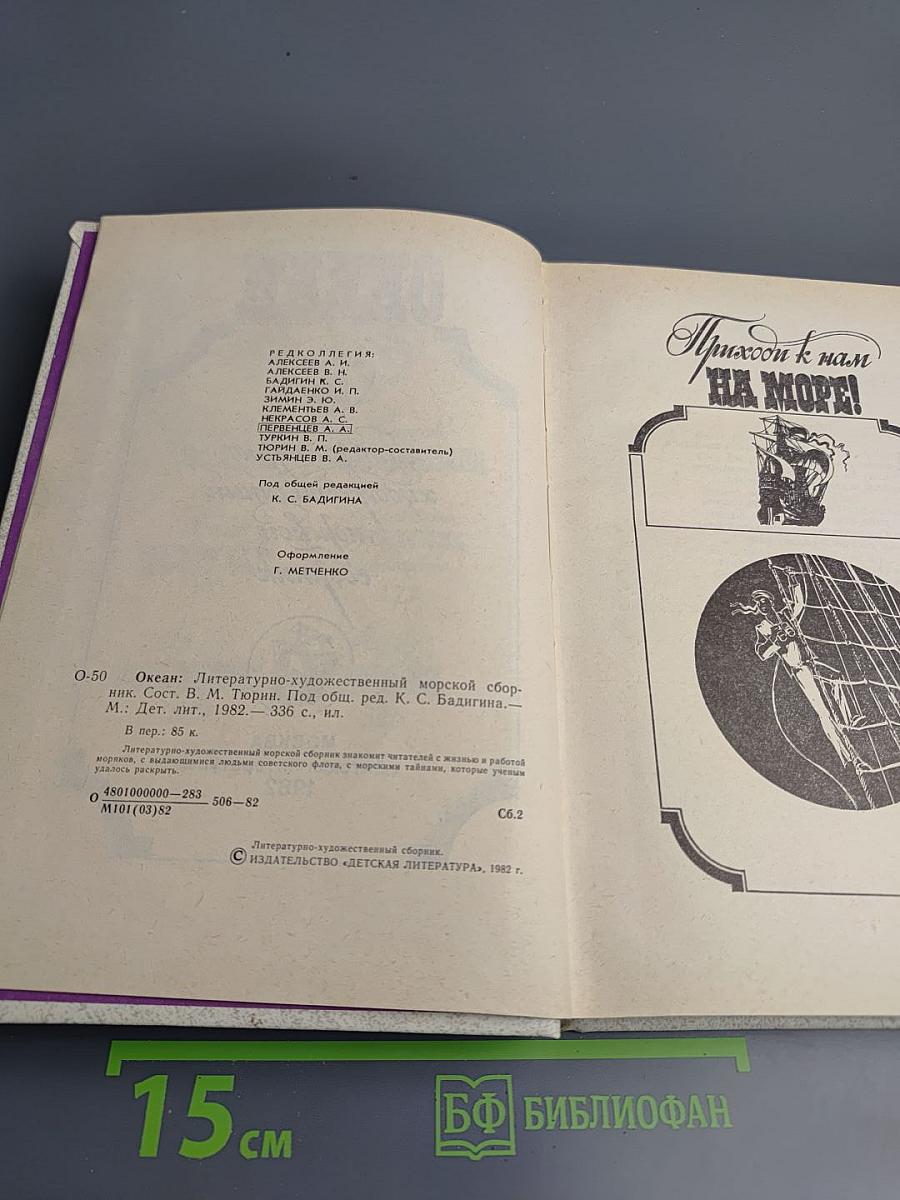 РЕДКОЛЛЕГИЯ:
АЛЕКСЕЕВ А. И.
АЛЕКСЕЕВ В. Н.
БАДИГИН К. С.
ГАЙДАЕНКО И. П.
ЗИМИН Э. Ю.
КЛЕМЕНТЬЕВ А. В.
НЕКРАСОВ А. С.
ПЕРВЕНЦЕВ А. А.
ТУРКИН В. П.
ТЮРИН В. М. (редактор-составитель)
УСТЬЯНЦЕВ В. А.
Под общей редакцией
К. С. БАДИГИНА
Оформление
Г. МЕТЧЕНКО
О-50 Океан: Литературно-художественный морской сбор-
ник. Сост. В. М. Тюрин. Под общ. ред. К. С. Бадигина.—
М.: Дет. лит., 1982.— 336 с., ил.
В пер.: 85 к.
Литературно-художественный морской сборник знакомит читателей с жизнью и работой
моряков, с выдающимися людьми советского флота, с морскими тайнами, которые ученым
удалось раскрыть.
О 4801000000—283 506—82
М101(03)82
Сб.2
Литературно-художественный сборник.
© ИЗДАТЕЛЬСТВО «ДЕТСКАЯ ЛИТЕРАТУРА», 1982 г.
Приходи к нам
НА МОРЕ!
15 см
БФ БИБЛИОФАН